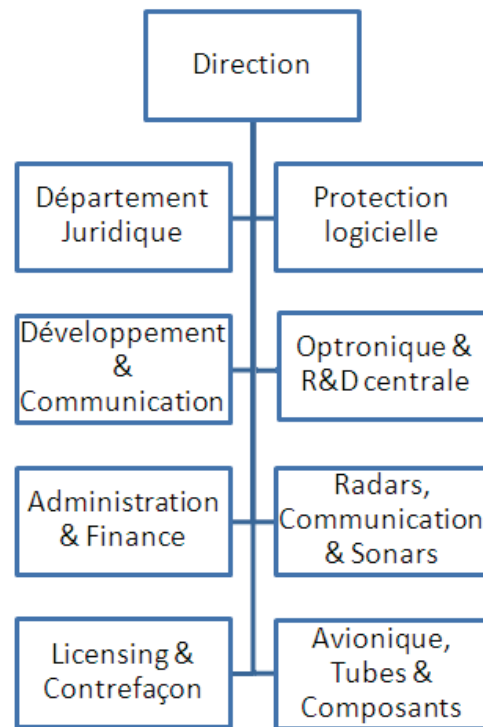 Direction
Département
Juridique
Protection
logicielle
Développement
&
Communication
Optronique &
R&D centrale
Administration
& Finance
Radars,
Communication
& Sonars
Licensing &
Contrefaçon
Avionique,
Tubes &
Composants